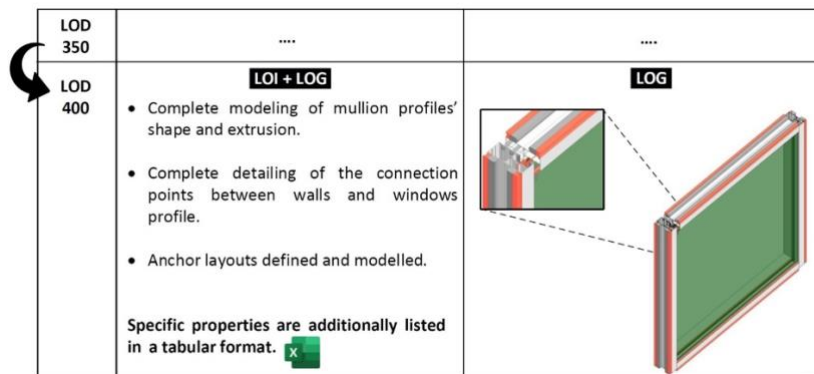 LOD
350
....
....
LOD
400
LOI + LOG
LOG
• Complete modeling of mullion profiles'
shape and extrusion.
• Complete detailing of the connection
points between walls and windows
profile.
• Anchor layouts defined and modelled.
Specific properties are additionally listed
in a tabular format.
X